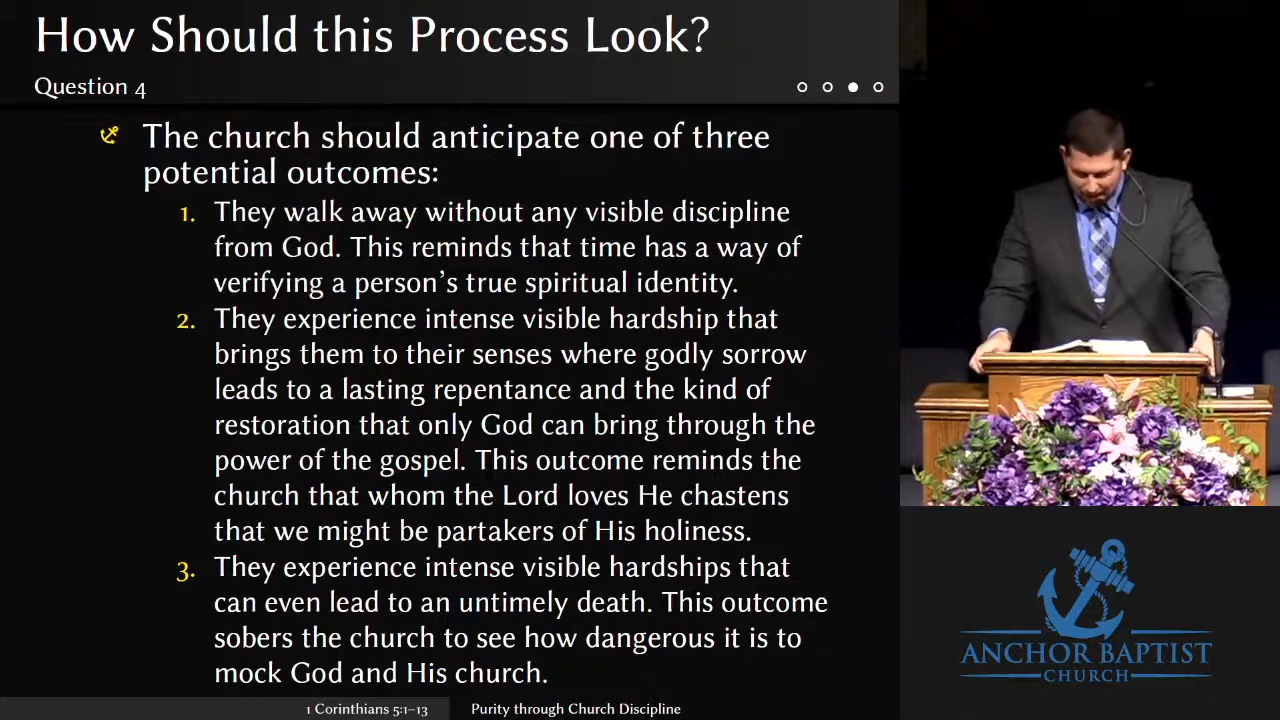 How Should this Process Look?
Question 4
The church should anticipate one of three
potential outcomes:
1. They walk away without any visible discipline
from God. This reminds that time has a way of
verifying a person's true spiritual identity.
2. They experience intense visible hardship that
brings them to their senses where godly sorrow
leads to a lasting repentance and the kind of
restoration that only God can bring through the
power of the gospel. This outcome reminds the
church that whom the Lord loves He chastens
that we might be partakers of His holiness.
3. They experience intense visible hardships that
can even lead to an untimely death. This outcome
sobers the church to see how dangerous it is to
mock God and His church.
1 Corinthians 5:1–13 Purity through Church Discipline
ANCHOR BAPTIST
CHURCH